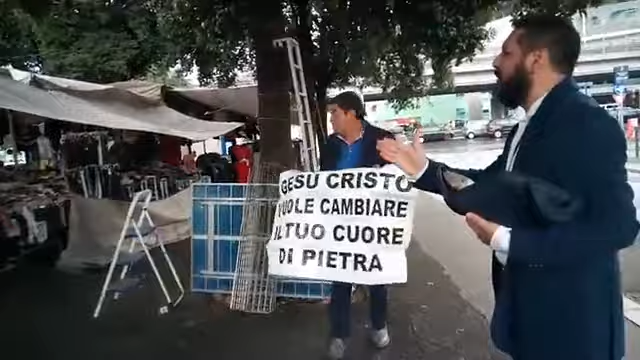 GESU CRISTO
VUOLE CAMBIARE
IL TUO CUORE
DI PIETRA